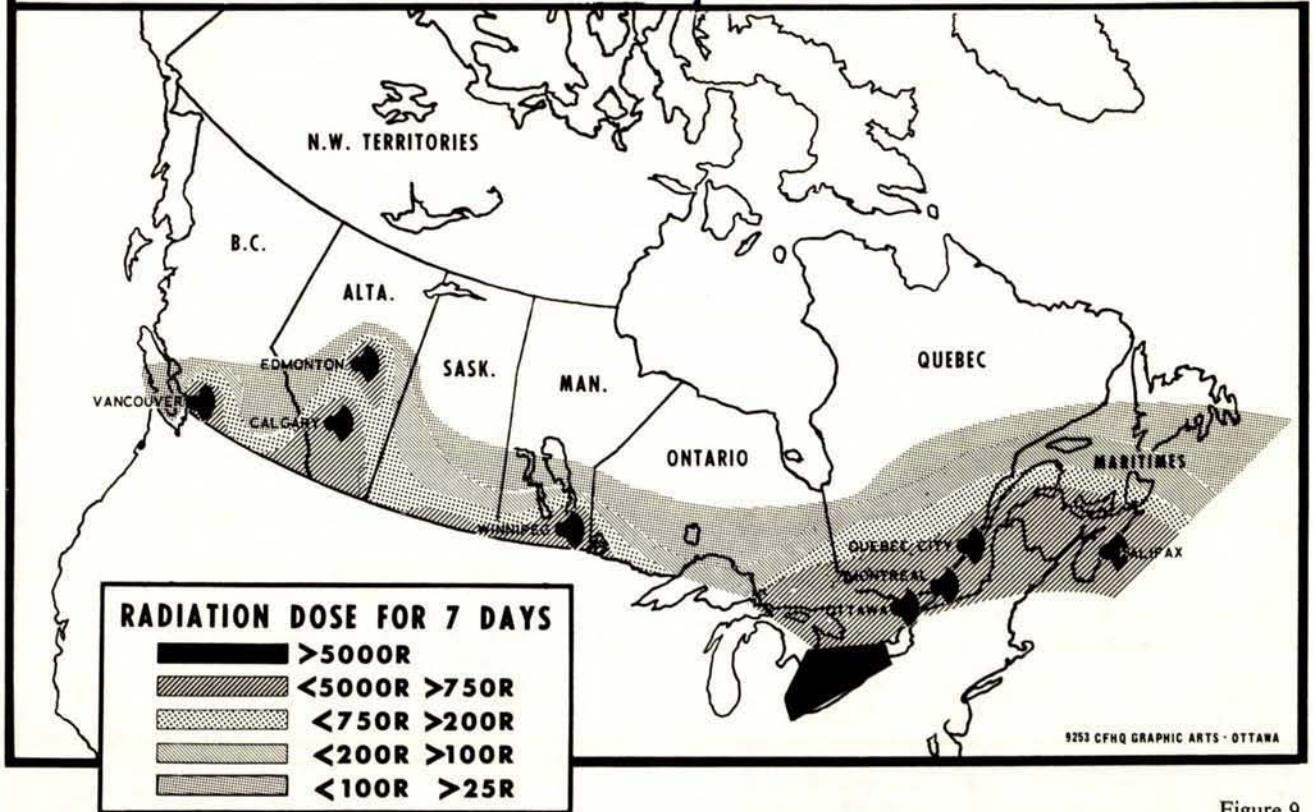 N.W. TERRITORIES
B.C.
ALTA.
SASK.
MAN.
ONTARIO
QUEBEC
MARITIMES
EDMONTON
VANCOUVER
CALGARY
WINNIPEG
QUEBEC CITY
MONTREAL
OTTAWA
HALIFAX
RADIATION DOSE FOR 7 DAYS
>5000R
<5000R >750R
<750R >200R
<200R >100R
<100R >25R
9253 CFHQ GRAPHIC ARTS - OTTAWA
Figure 9